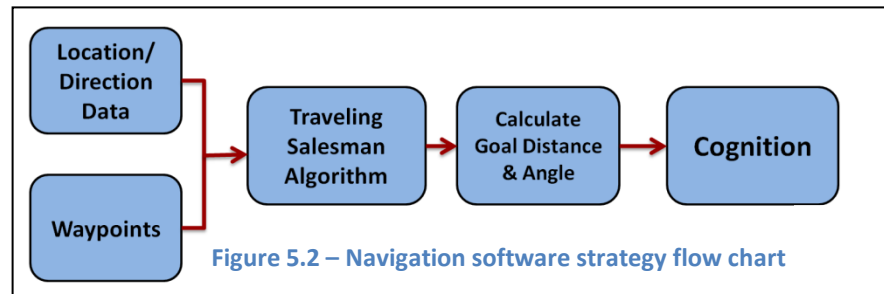 Location/
Direction
Data
Waypoints
Traveling
Salesman
Algorithm
Calculate
Goal Distance
& Angle
Cognition
Figure 5.2 – Navigation software strategy flow chart